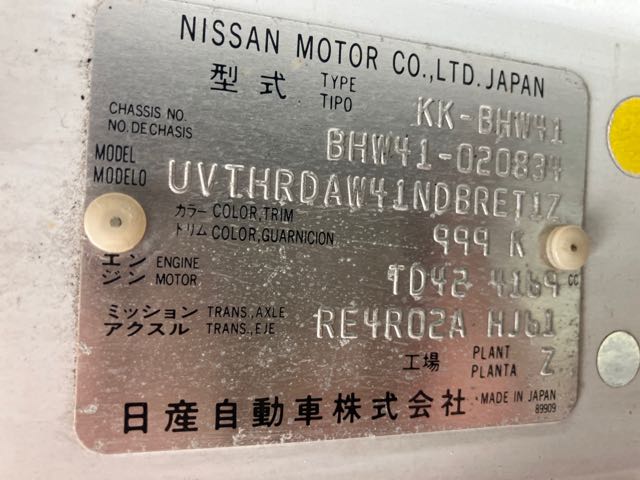 NISSAN MOTOR CO.,LTD. JAPAN
型式 TYPE TIPO KK-BHW41
CHASSIS NO. NO. DE CHASIS BHW41-020834
MODEL MODELO UVTHRDAW41NDBRET1Z
カラー COLOR,TRIM
トリム COLOR,GUARNICION 999 K
エンジン ENGINE MOTOR TD42 4169 cc
ミッション TRANS.,AXLE
アクスル TRANS.,EJE RE4R02A HJ61
工場 PLANT PLANTA Z
日産自動車株式会社 MADE IN JAPAN
89909